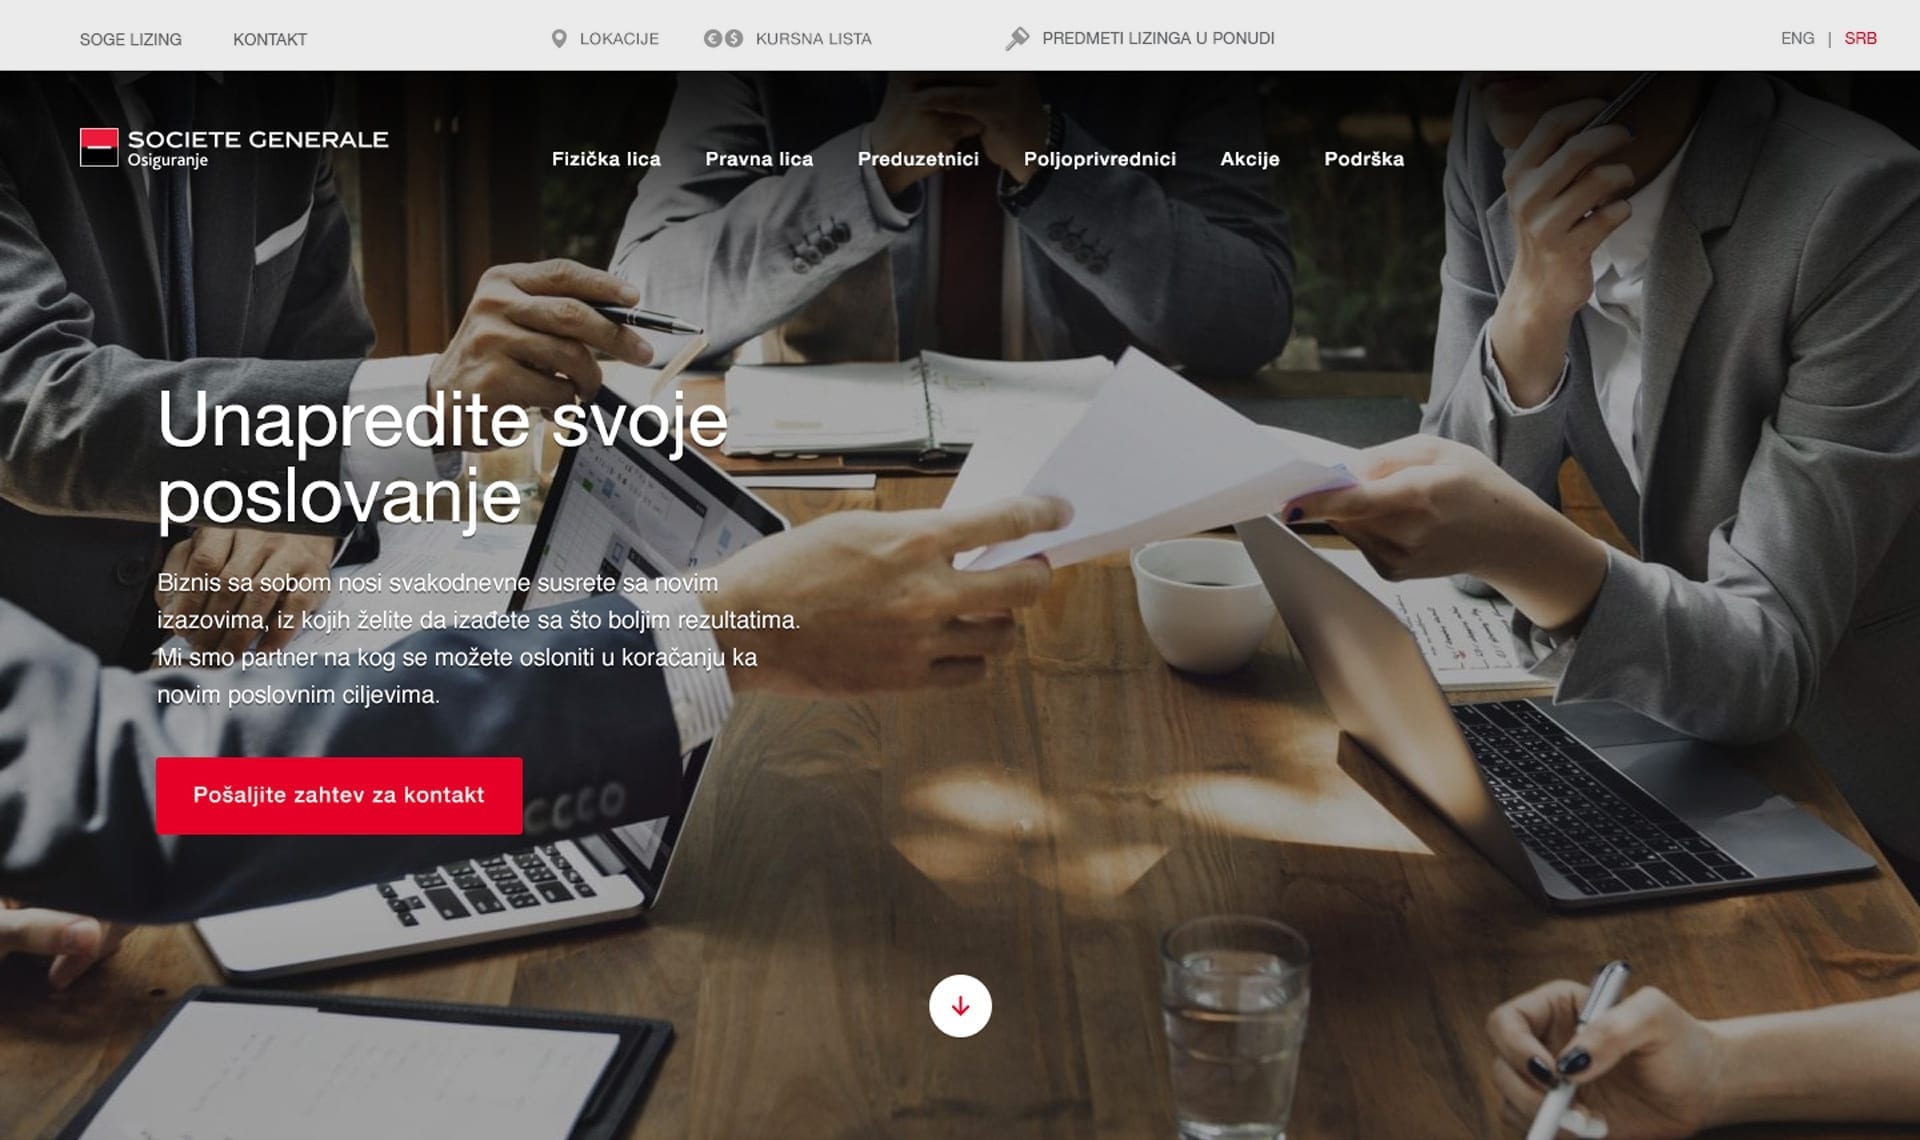 SOGE LIZING
KONTAKT
LOKACIJE
KURSNA LISTA
PREDMETI LIZINGA U PONUDI
ENG | SRB
SOCIETE GENERALE
Osiguranje
Fizička lica
Pravna lica
Preduzetnici
Poljoprivrednici
Akcije
Podrška
Unapredite svoje
poslovanje
Biznis sa sobom nosi svakodnevne susrete sa novim
izazovima, iz kojih želite da izađete sa što boljim rezultatima.
Mi smo partner na kog se možete osloniti u koračanju ka
novim poslovnim ciljevima.
Pošaljite zahtev za kontakt